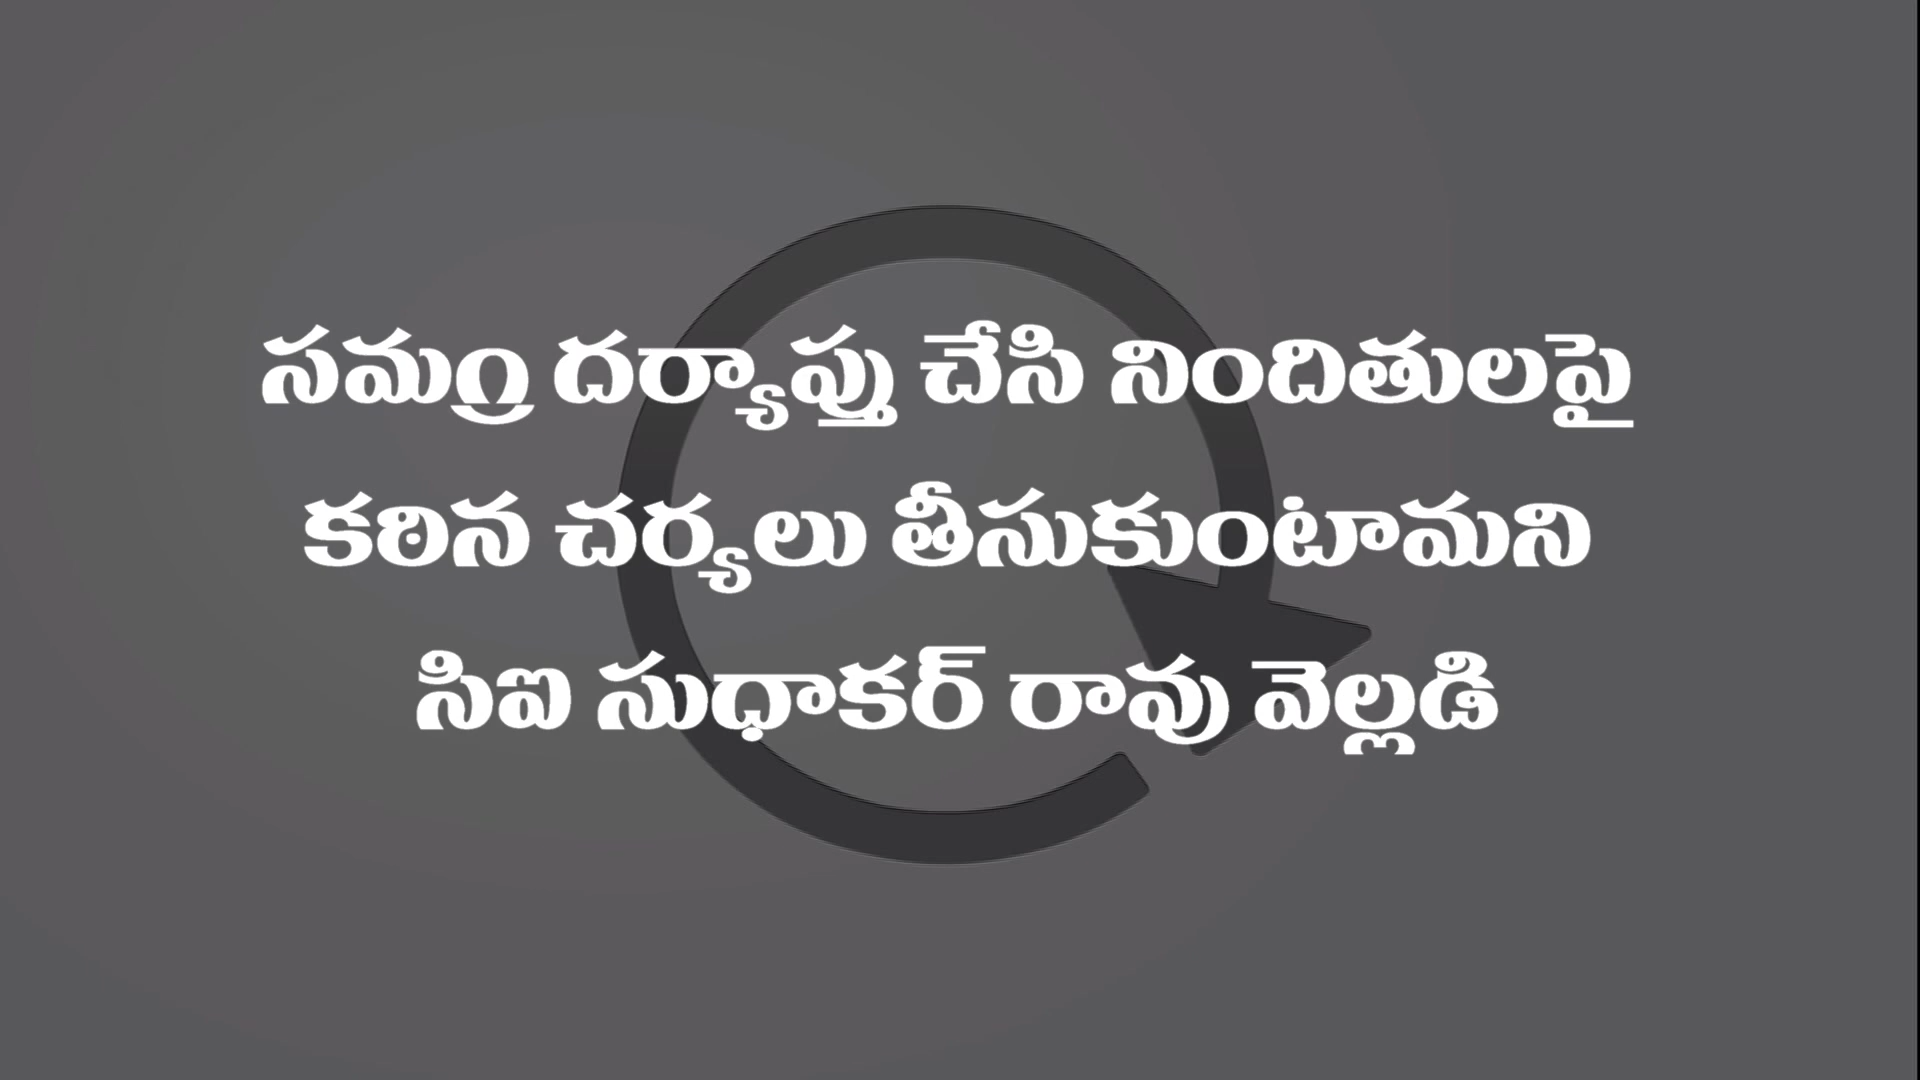 సమగ్ర దర్యాప్తు చేసి నిందితులపై
కఠిన చర్యలు తీసుకుంటామని
సిఐ సుధాకర్ రావు వెల్లడి